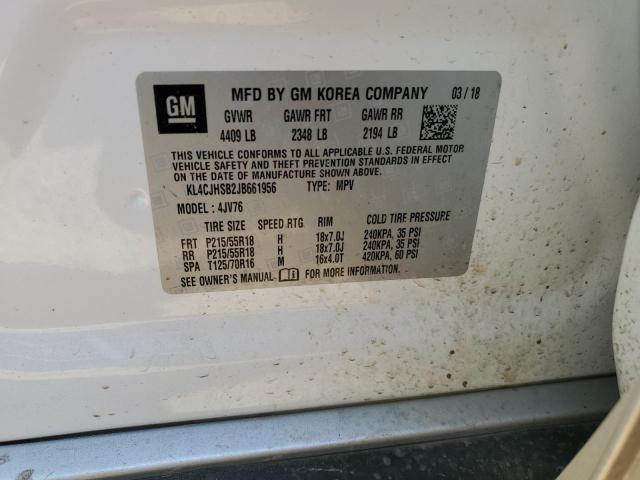 GM
MFD BY GM KOREA COMPANY 03/18
GVWR GAWR FRT GAWR RR
4409 LB 2348 LB 2194 LB
THIS VEHICLE CONFORMS TO ALL APPLICABLE U.S. FEDERAL MOTOR
VEHICLE SAFETY AND THEFT PREVENTION STANDARDS IN EFFECT ON
THE DATE OF MANUFACTURE SHOWN ABOVE.
KL4CJHSB2JB661956 TYPE: MPV
MODEL: 4JV76
TIRE SIZE SPEED RTG RIM COLD TIRE PRESSURE
FRT P215/55R18 H 18x7.0J 240KPA, 35 PSI
RR P215/55R18 H 18x7.0J 240KPA, 35 PSI
SPA T125/70R16 M 16x4.0T 420KPA, 60 PSI
SEE OWNER'S MANUAL FOR MORE INFORMATION.